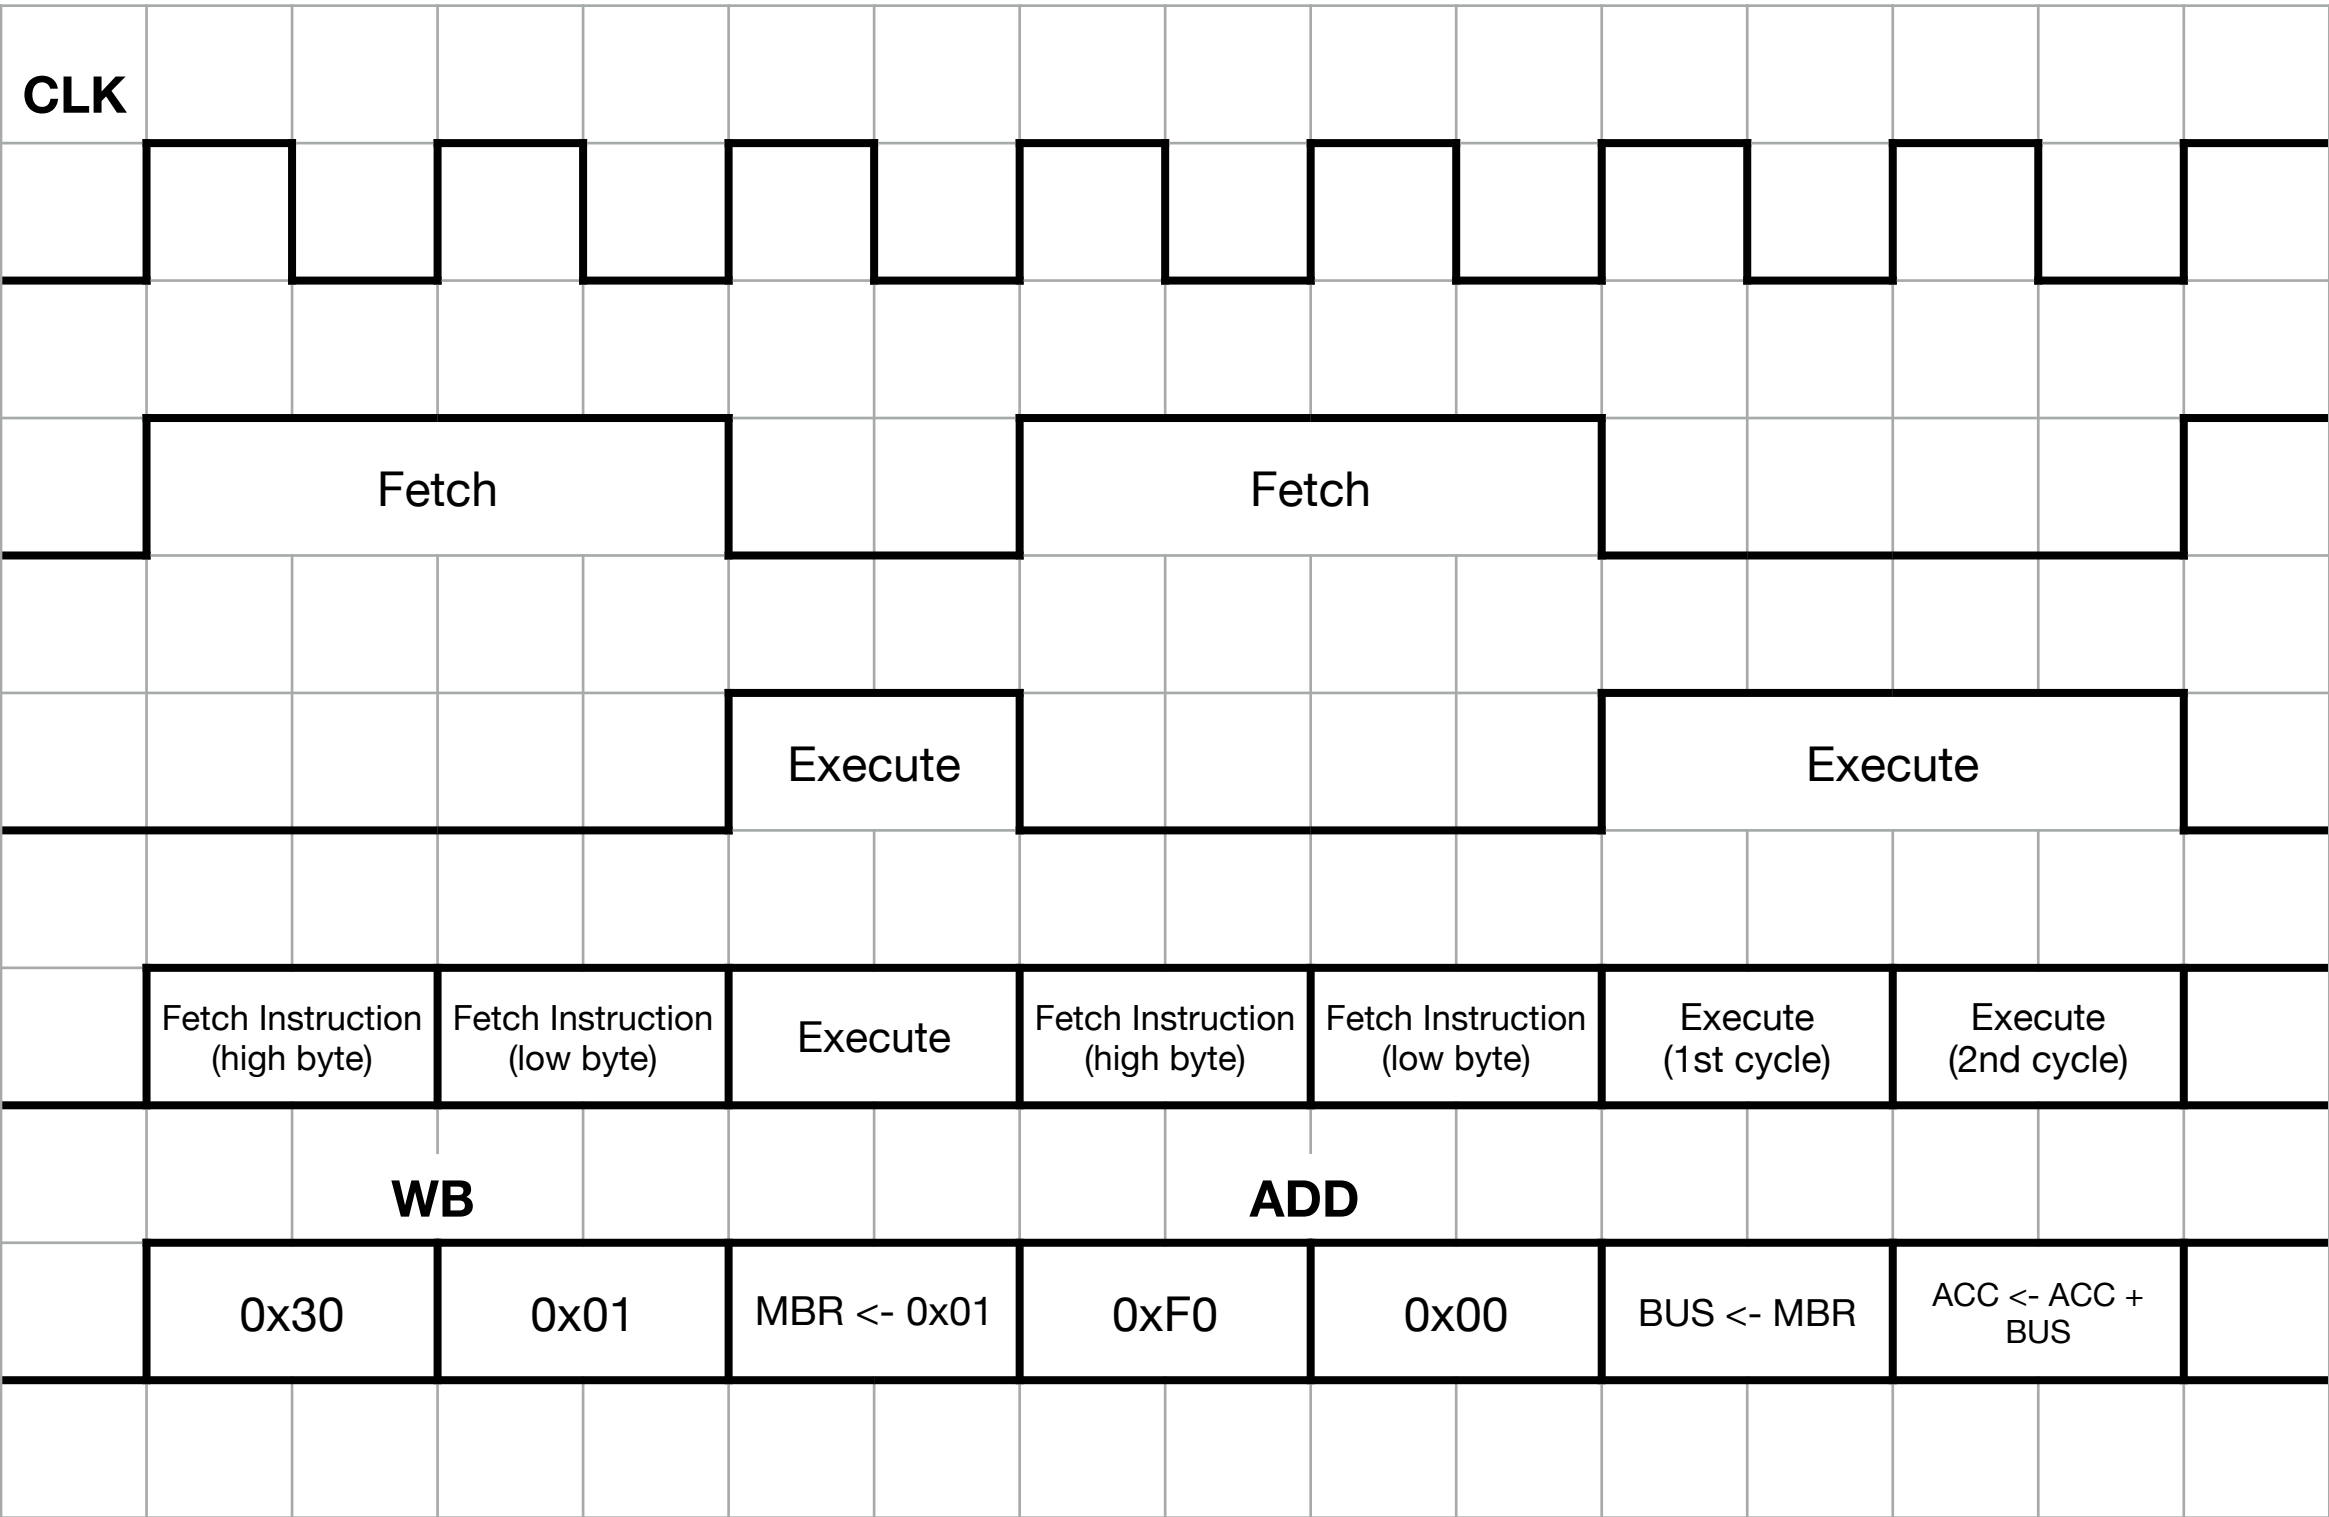 CLK
Fetch
Fetch
Execute
Execute
Fetch Instruction
(high byte)
Fetch Instruction
(low byte)
Execute
Fetch Instruction
(high byte)
Fetch Instruction
(low byte)
Execute
(1st cycle)
Execute
(2nd cycle)
WB
ADD
0x30
0x01
MBR <- 0x01
0xF0
0x00
BUS <- MBR
ACC <- ACC +
BUS